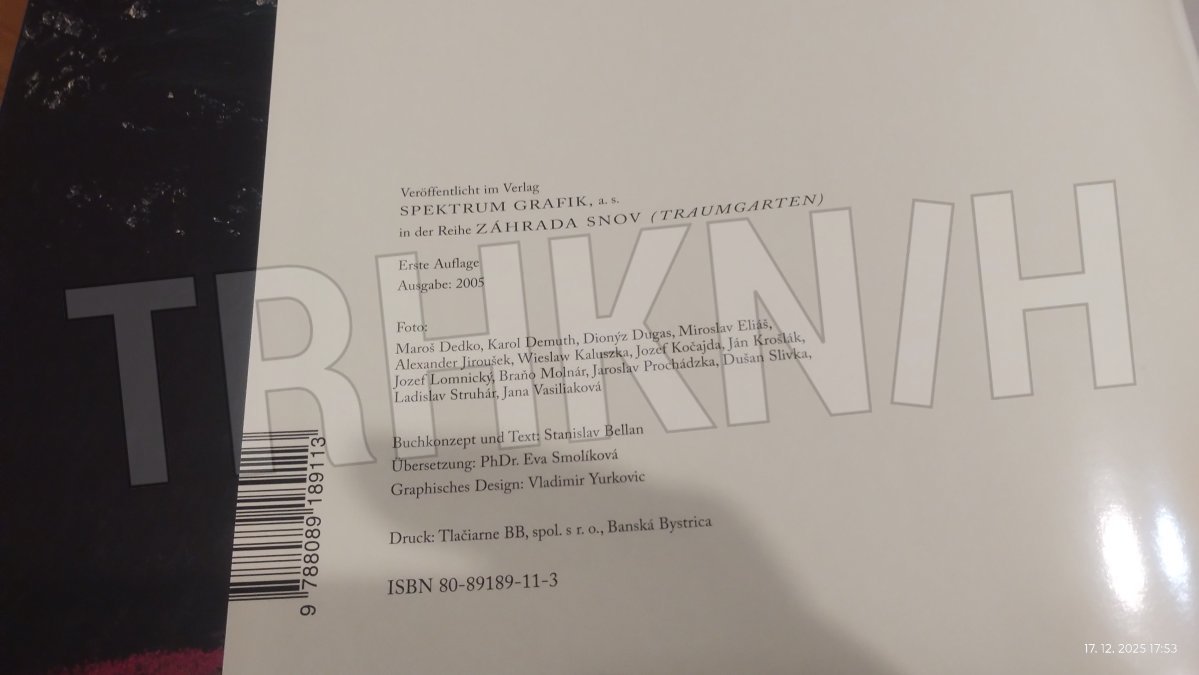 Veröffentlicht im Verlag
SPEKTRUM GRAFIK, a. s.
in der Reihe ZÁHRADA SNOV (TRAUMGARTEN)
Erste Auflage
Ausgabe: 2005
Foto:
Maroš Dedko, Karol Demuth, Dionýz Dugas, Miroslav Eliáš,
Alexander Jiroušek, Wieslaw Kaluszka, Jozef Kočajda, Ján Krošlák,
Jozef Lomnický, Braňo Molnár, Jaroslav Prochádzka, Dušan Slivka,
Ladislav Struhár, Jana Vasiliaková
Buchkonzept und Text: Stanislav Bellan
Übersetzung: PhDr. Eva Smolíková
Graphisches Design: Vladimir Yurkovic
Druck: Tlačiarne BB, spol. s r. o., Banská Bystrica
ISBN 80-89189-11-3
9 788089 189113
TRHKNIH
17. 12. 2025 17:53